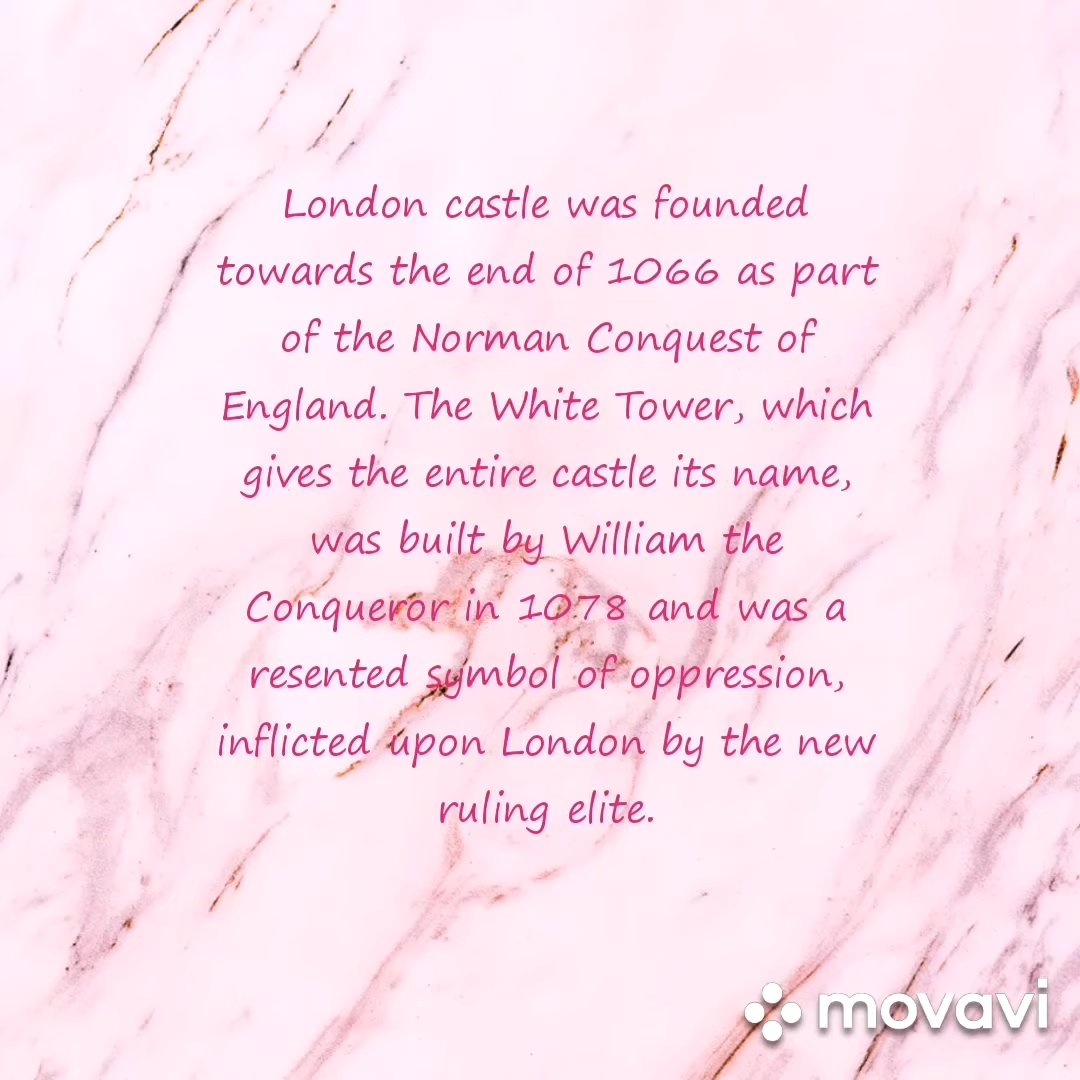 London castle was founded
towards the end of 1066 as part
of the Norman Conquest of
England. The White Tower, which
gives the entire castle its name,
was built by William the
Conqueror in 1078 and was a
resented symbol of oppression,
inflicted upon London by the new
ruling elite.
movavi